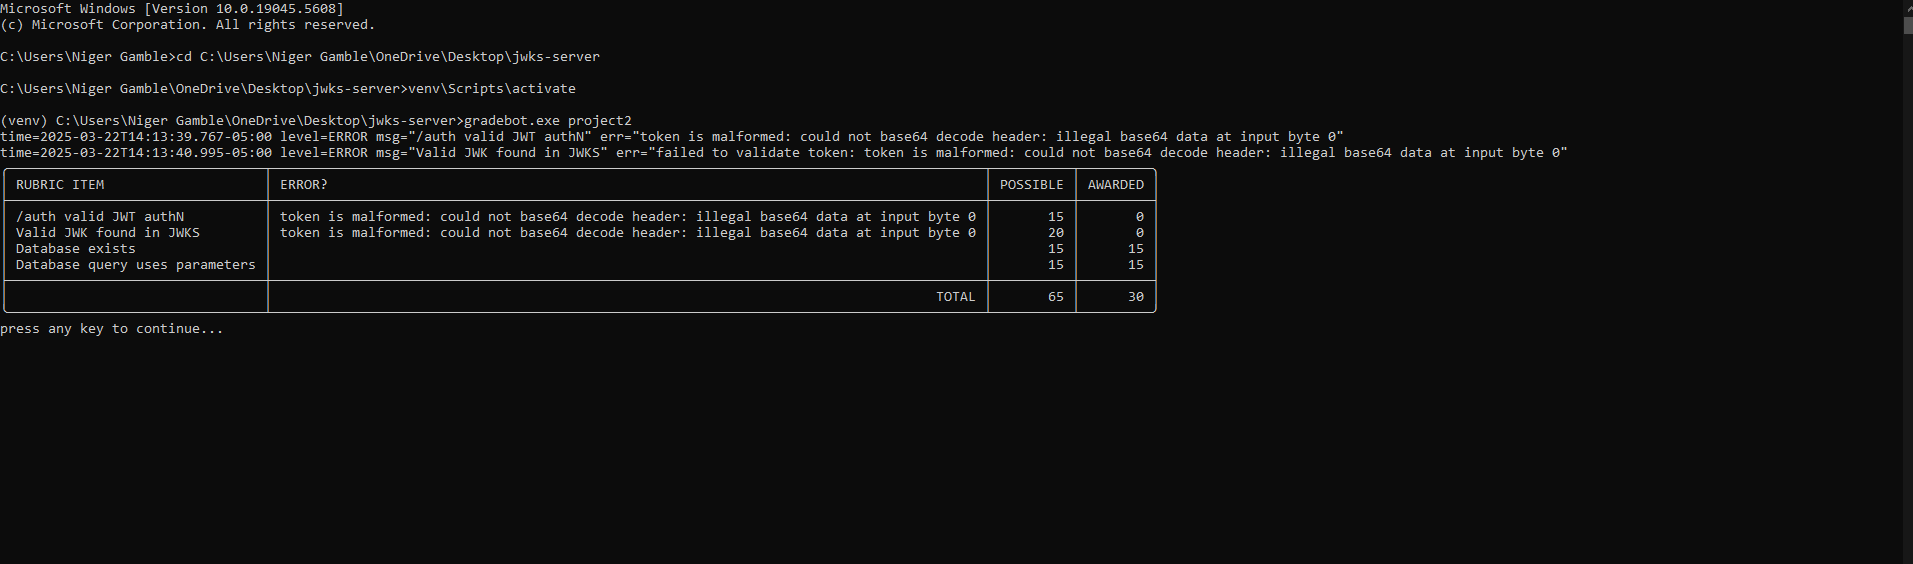 Microsoft Windows [Version 10.0.19045.5608]
(c) Microsoft Corporation. All rights reserved.
C:\Users\Niger Gamble>cd C:\Users\Niger Gamble\OneDrive\Desktop\jwks-server
C:\Users\Niger Gamble\OneDrive\Desktop\jwks-server>venv\Scripts\activate
(venv) C:\Users\Niger Gamble\OneDrive\Desktop\jwks-server>gradebot.exe project2
time=2025-03-22T14:13:39.767-05:00 level=ERROR msg="/auth valid JWT authN" err="token is malformed: could not base64 decode header: illegal base64 data at input byte 0"
time=2025-03-22T14:13:40.995-05:00 level=ERROR msg="Valid JWK found in JWKS" err="failed to validate token: token is malformed: could not base64 decode header: illegal base64 data at input byte 0"
RUBRIC ITEM ERROR? POSSIBLE AWARDED
/auth valid JWT authN token is malformed: could not base64 decode header: illegal base64 data at input byte 0 15 0
Valid JWK found in JWKS token is malformed: could not base64 decode header: illegal base64 data at input byte 0 20 0
Database exists 15 15
Database query uses parameters 15 15
TOTAL 65 30
press any key to continue...